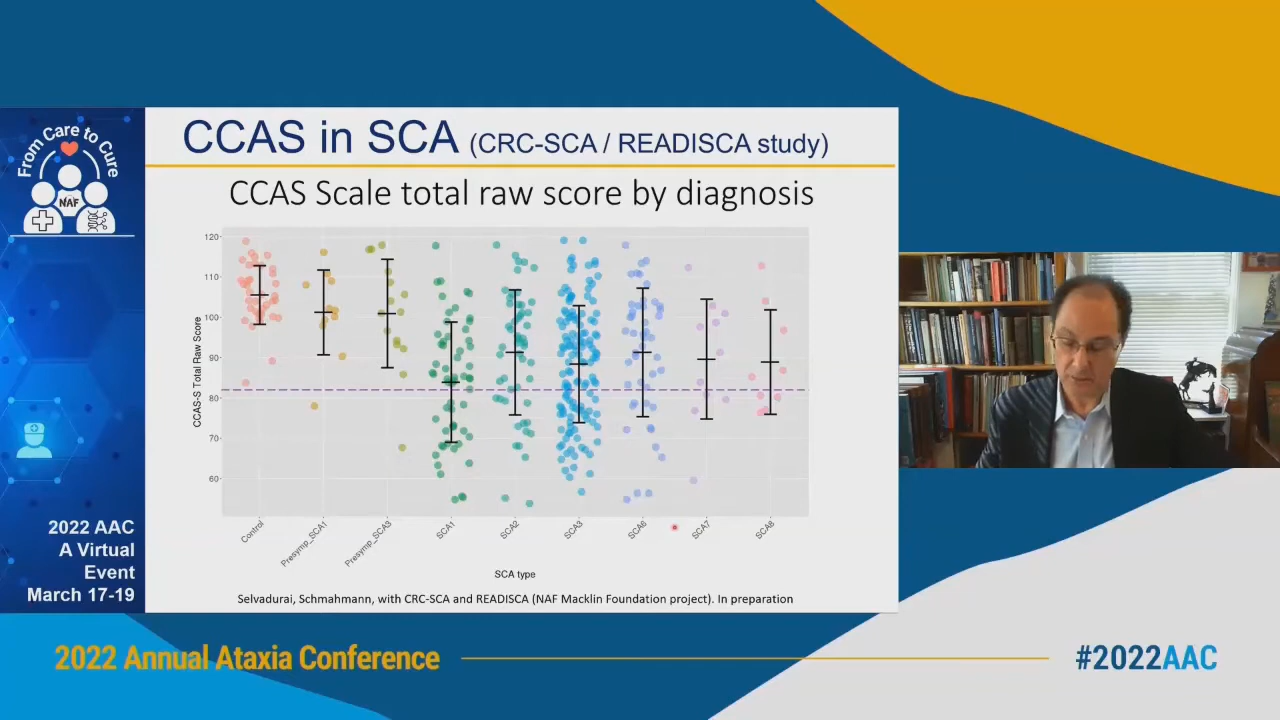 From Care to Cure
NAF
2022 AAC
A Virtual
Event
March 17-19
CCAS in SCA (CRC-SCA / READISCA study)
CCAS Scale total raw score by diagnosis
CCAS-S Total Raw Score
120
110
100
90
80
70
60
Control
Presymp_SCA1
Presymp_SCA3
SCA1
SCA2
SCA3
SCA6
SCA7
SCA8
SCA type
Selvadurai, Schmahmann, with CRC-SCA and READISCA (NAF Macklin Foundation project). In preparation
2022 Annual Ataxia Conference
#2022AAC